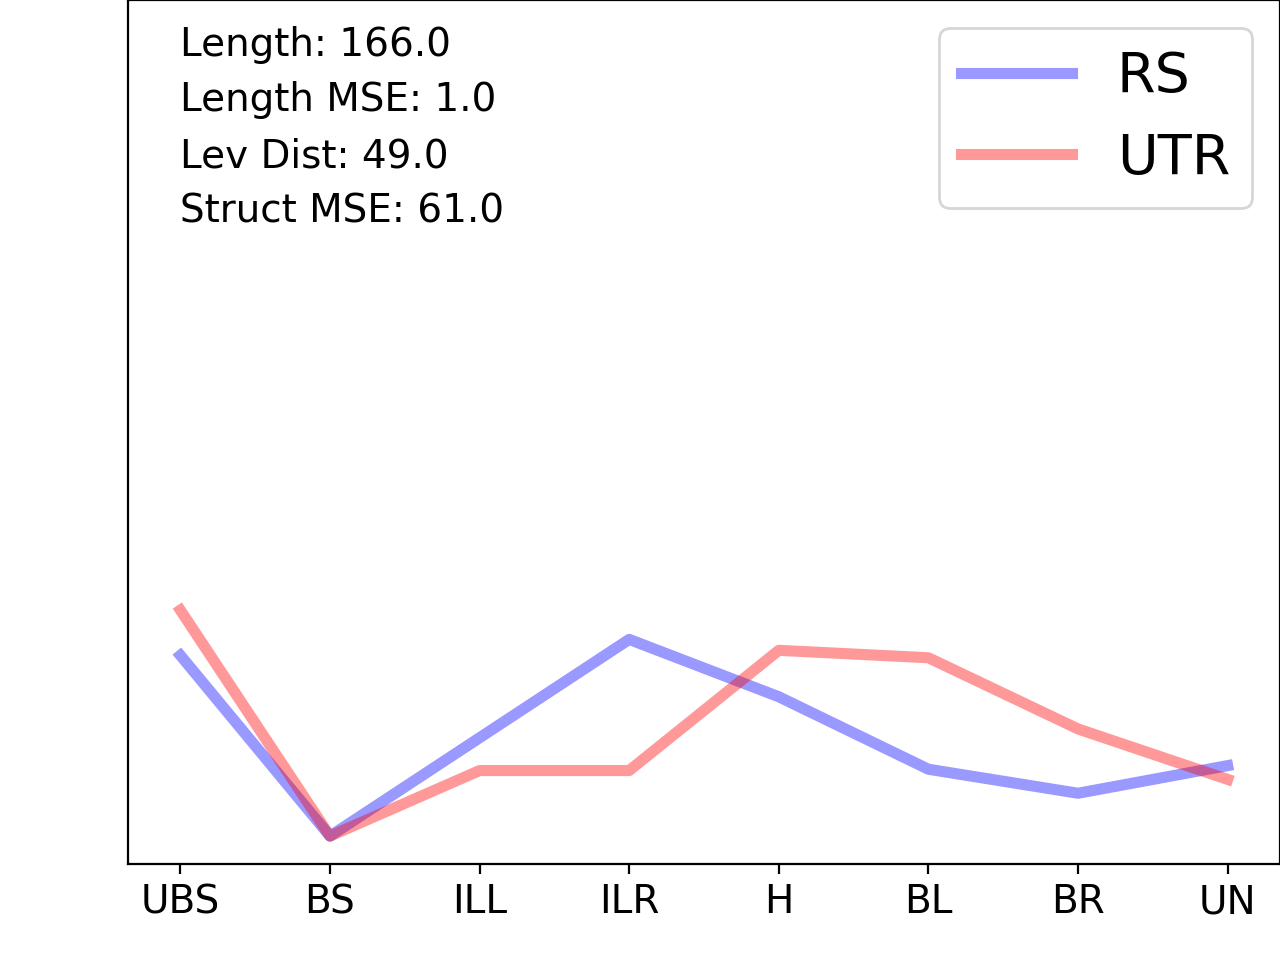 Length: 166.0
Length MSE: 1.0
Lev Dist: 49.0
Struct MSE: 61.0
RS
UTR
UBS BS ILL ILR H BL BR UN